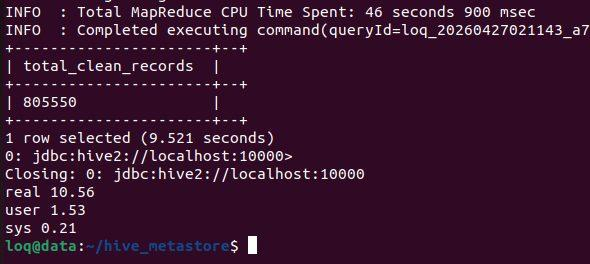 INFO  : Total MapReduce CPU Time Spent: 46 seconds 900 msec
INFO  : Completed executing command(queryId=loq_20260427021143_a7
+----------------------+--+
| total_clean_records  |
+----------------------+--+
| 805550               |
+----------------------+--+
1 row selected (9.521 seconds)
0: jdbc:hive2://localhost:10000>
Closing: 0: jdbc:hive2://localhost:10000
real 10.56
user 1.53
sys 0.21
loq@data:~/hive_metastore$